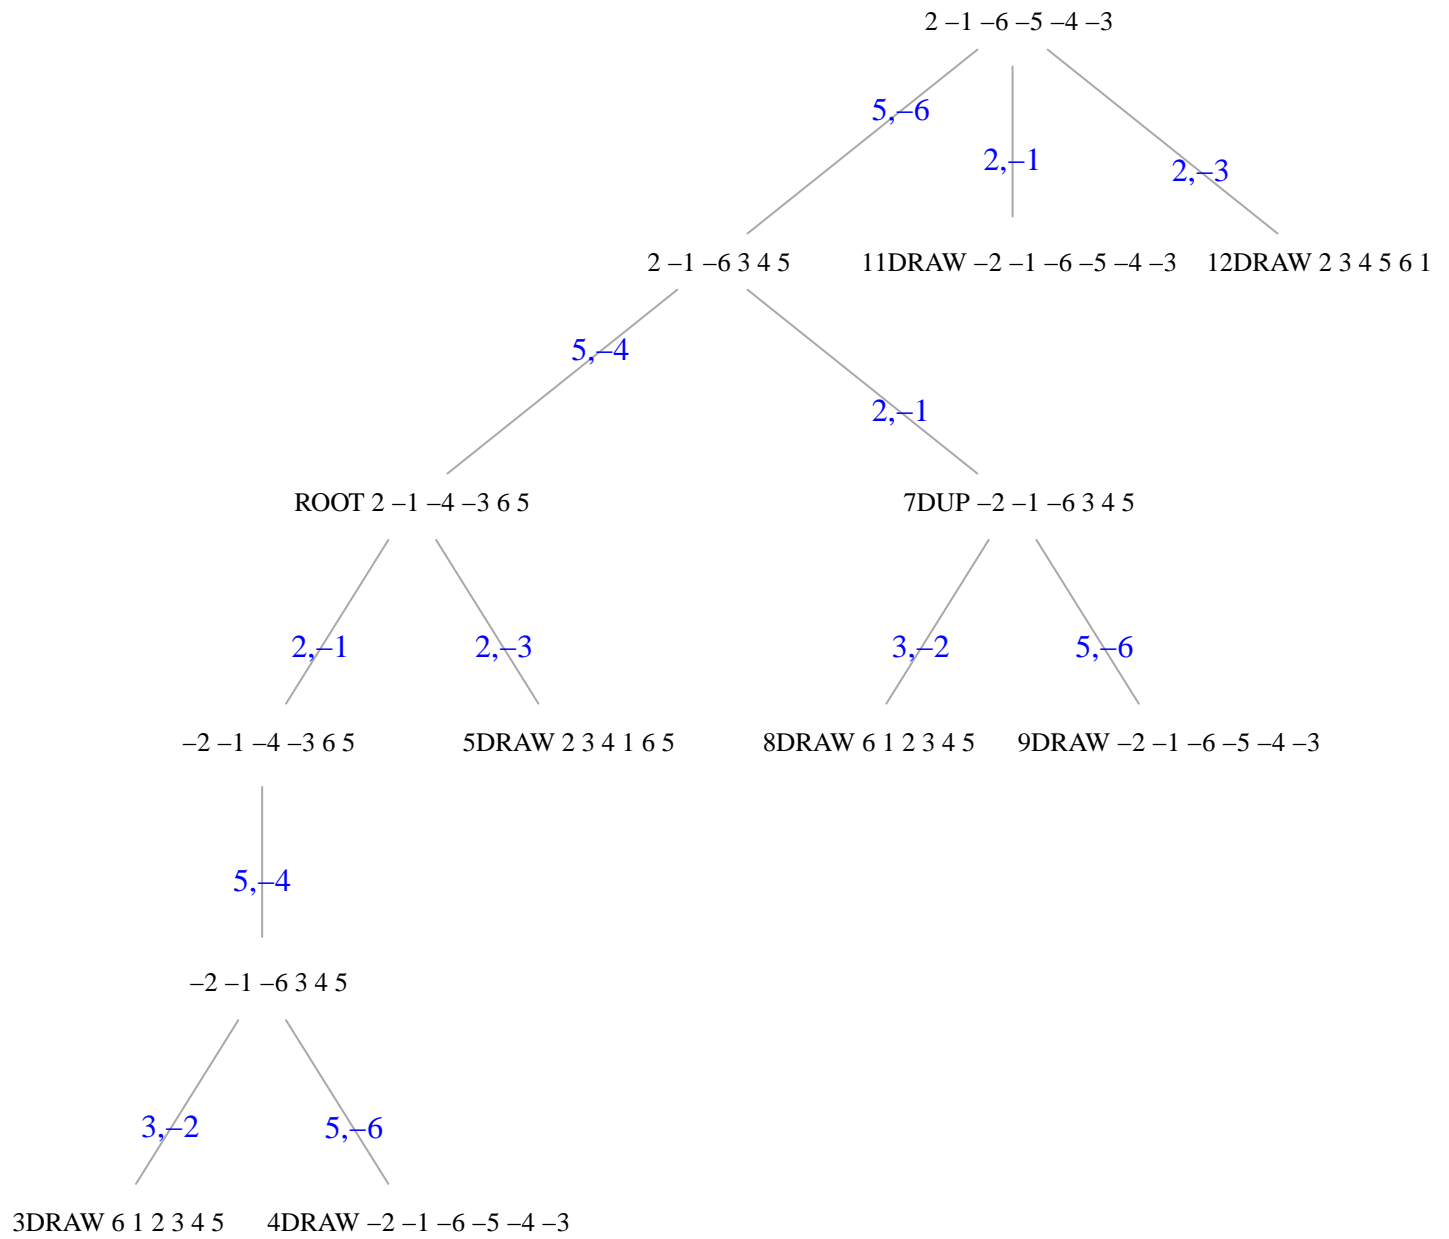 2 –1 –6 –5 –4 –3
5,–6
2,–1
2,–3
2 –1 –6 3 4 5
11DRAW –2 –1 –6 –5 –4 –3
12DRAW 2 3 4 5 6 1
5,–4
2,–1
ROOT 2 –1 –4 –3 6 5
7DUP –2 –1 –6 3 4 5
2,–1
2,–3
3,–2
5,–6
–2 –1 –4 –3 6 5
5DRAW 2 3 4 1 6 5
8DRAW 6 1 2 3 4 5
9DRAW –2 –1 –6 –5 –4 –3
5,–4
–2 –1 –6 3 4 5
3,–2
5,–6
3DRAW 6 1 2 3 4 5
4DRAW –2 –1 –6 –5 –4 –3